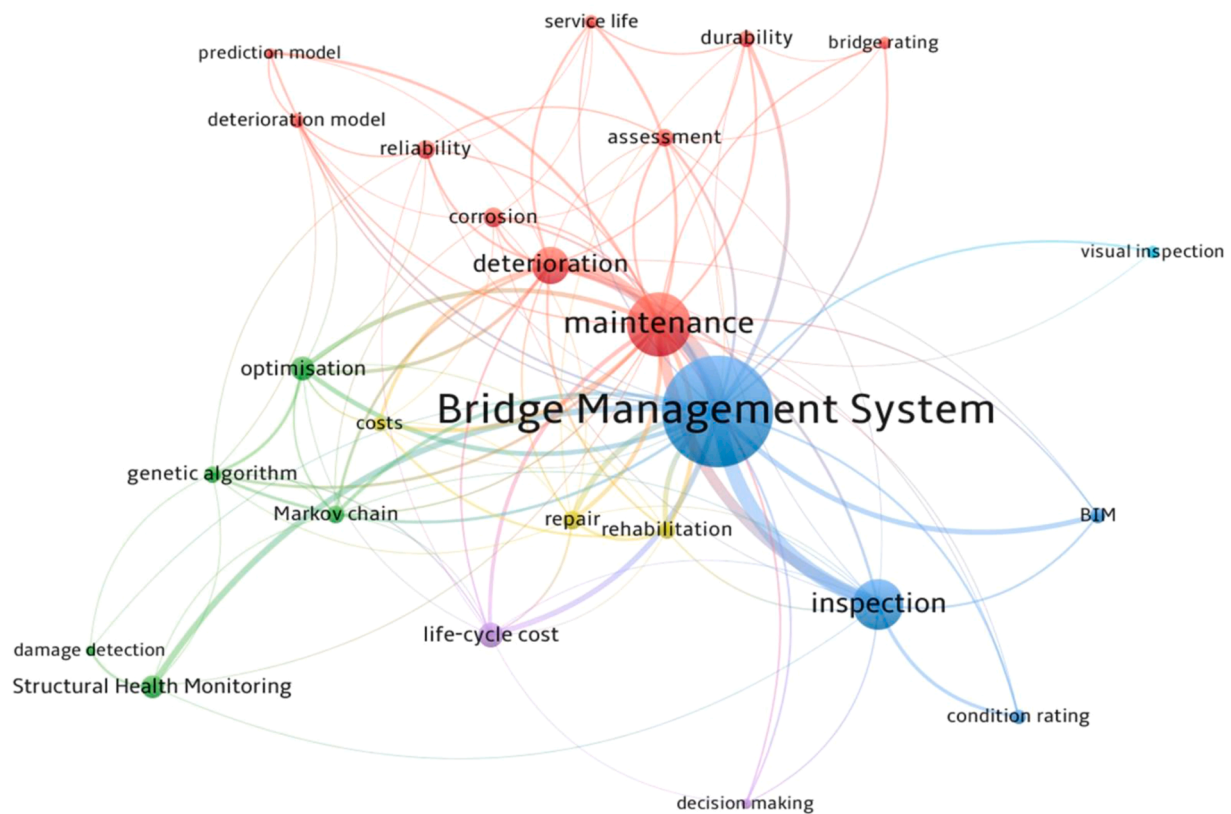 service life
durability
bridge rating
prediction model
deterioration model
assessment
reliability
corrosion
visual inspection
deterioration
maintenance
optimisation
Bridge Management System
costs
genetic algorithm
Markov chain
BIM
repair
rehabilitation
inspection
life-cycle cost
damage detection
Structural Health Monitoring
condition rating
decision making